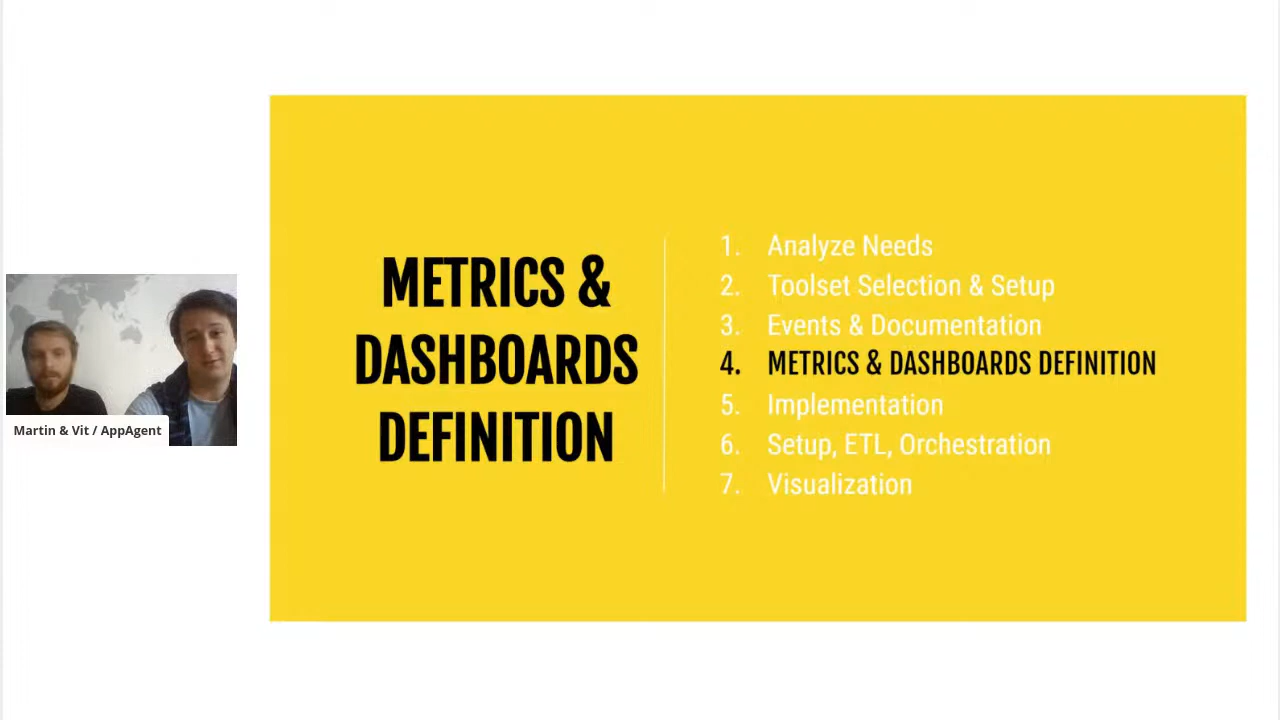 METRICS &
DASHBOARDS
DEFINITION
1. Analyze Needs
2. Toolset Selection & Setup
3. Events & Documentation
4. METRICS & DASHBOARDS DEFINITION
5. Implementation
6. Setup, ETL, Orchestration
7. Visualization
Martin & Vit / AppAgent